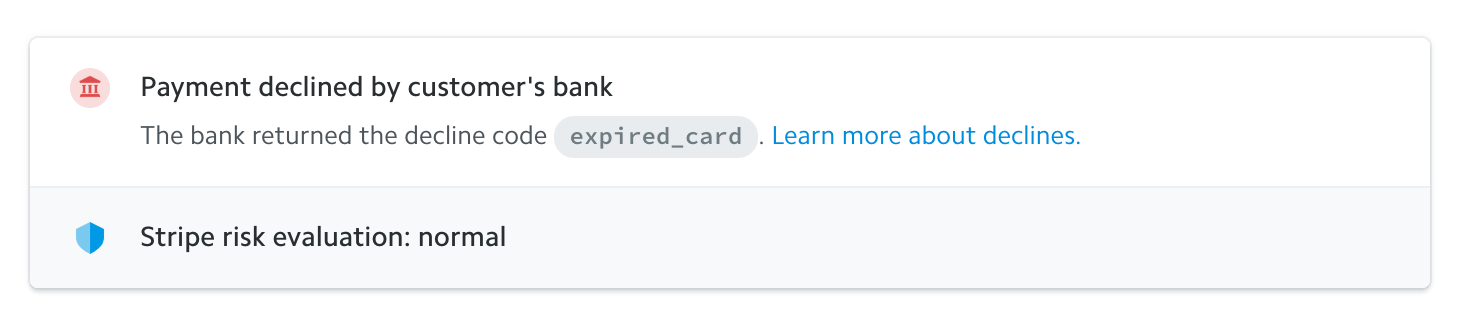 Payment declined by customer's bank
The bank returned the decline code expired_card. Learn more about declines.
Stripe risk evaluation: normal